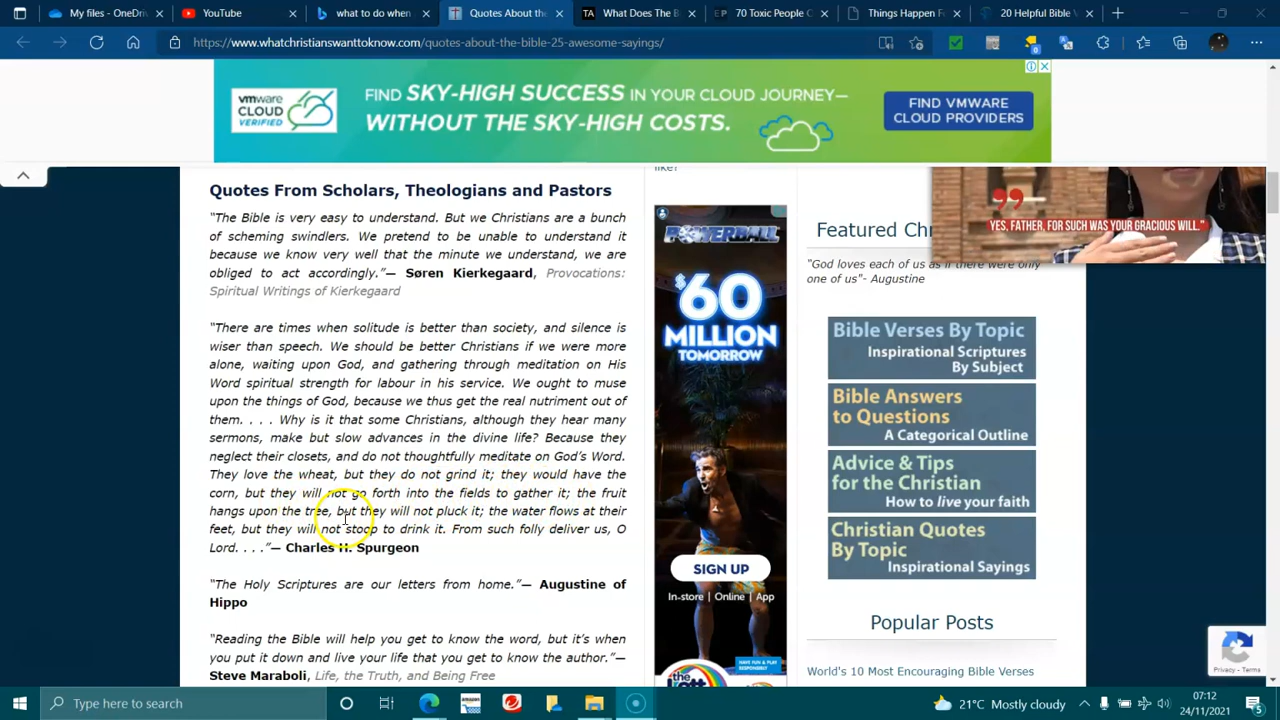 My files - OneDriv
YouTube
what to do when
Quotes About the
What Does The B
70 Toxic People C
Things Happen F
20 Helpful Bible V
https://www.whatchristianswanttoknow.com/quotes-about-the-bible-25-awesome-sayings/
vmware
CLOUD
VERIFIED
FIND SKY-HIGH SUCCESS IN YOUR CLOUD JOURNEY—
WITHOUT THE SKY-HIGH COSTS.
FIND VMWARE
CLOUD PROVIDERS
like?
Quotes From Scholars, Theologians and Pastors
“The Bible is very easy to understand. But we Christians are a bunch
of scheming swindlers. We pretend to be unable to understand it
because we know very well that the minute we understand, we are
obliged to act accordingly.”— Søren Kierkegaard, Provocations:
Spiritual Writings of Kierkegaard
“There are times when solitude is better than society, and silence is
wiser than speech. We should be better Christians if we were more
alone, waiting upon God, and gathering through meditation on His
Word spiritual strength for labour in his service. We ought to muse
upon the things of God, because we thus get the real nutriment out of
them. . . . Why is it that some Christians, although they hear many
sermons, make but slow advances in the divine life? Because they
neglect their closets, and do not thoughtfully meditate on God’s Word.
They love the wheat, but they do not grind it; they would have the
corn, but they will not go forth into the fields to gather it; the fruit
hangs upon the tree, but they will not pluck it; the water flows at their
feet, but they will not stoop to drink it. From such folly deliver us, O
Lord. . . .”— Charles H. Spurgeon
“The Holy Scriptures are our letters from home.”— Augustine of
Hippo
“Reading the Bible will help you get to know the word, but it’s when
you put it down and live your life that you get to know the author.”—
Steve Maraboli, Life, the Truth, and Being Free
POWERBALL
$60
MILLION
TOMORROW
SIGN UP
In-store | Online | App
HAVE FUN & PLAY
RESPONSIBLY
the lott
YES, FATHER, FOR SUCH WAS YOUR GRACIOUS WILL."
Featured Ch
"God loves each of us as if there were only
one of us"- Augustine
Bible Verses By Topic
Inspirational Scriptures
By Subject
Bible Answers
to Questions
A Categorical Outline
Advice & Tips
for the Christian
How to live your faith
Christian Quotes
By Topic
Inspirational Sayings
Popular Posts
World's 10 Most Encouraging Bible Verses
Privacy - Terms
Type here to search
21°C Mostly cloudy
07:12
24/11/2021
5